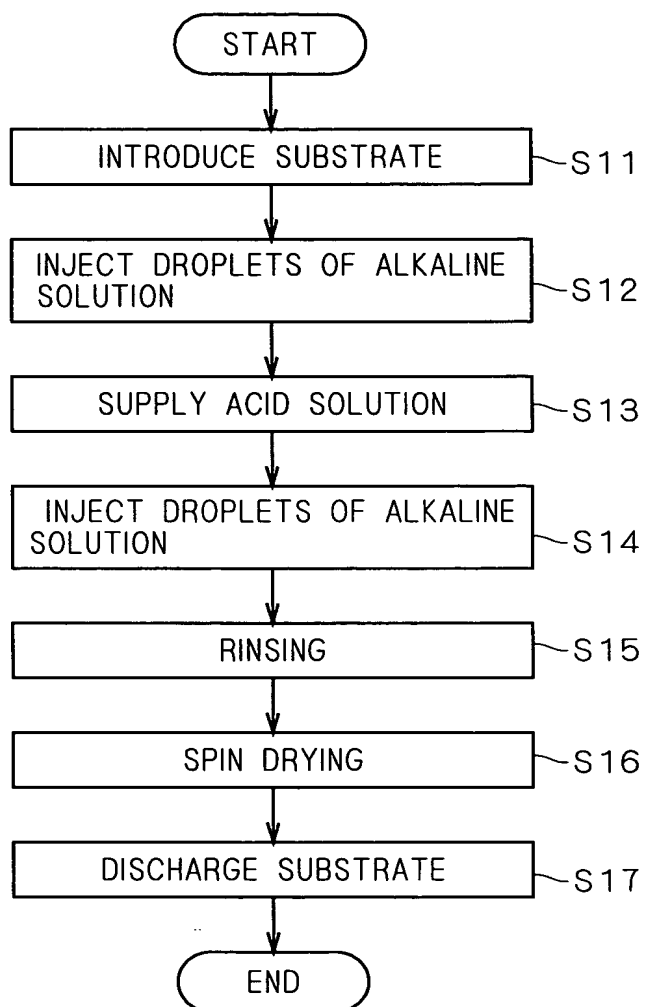 START
INTRODUCE SUBSTRATE
S11
INJECT DROPLETS OF ALKALINE
SOLUTION
S12
SUPPLY ACID SOLUTION
S13
INJECT DROPLETS OF ALKALINE
SOLUTION
S14
RINSING
S15
SPIN DRYING
S16
DISCHARGE SUBSTRATE
S17
END